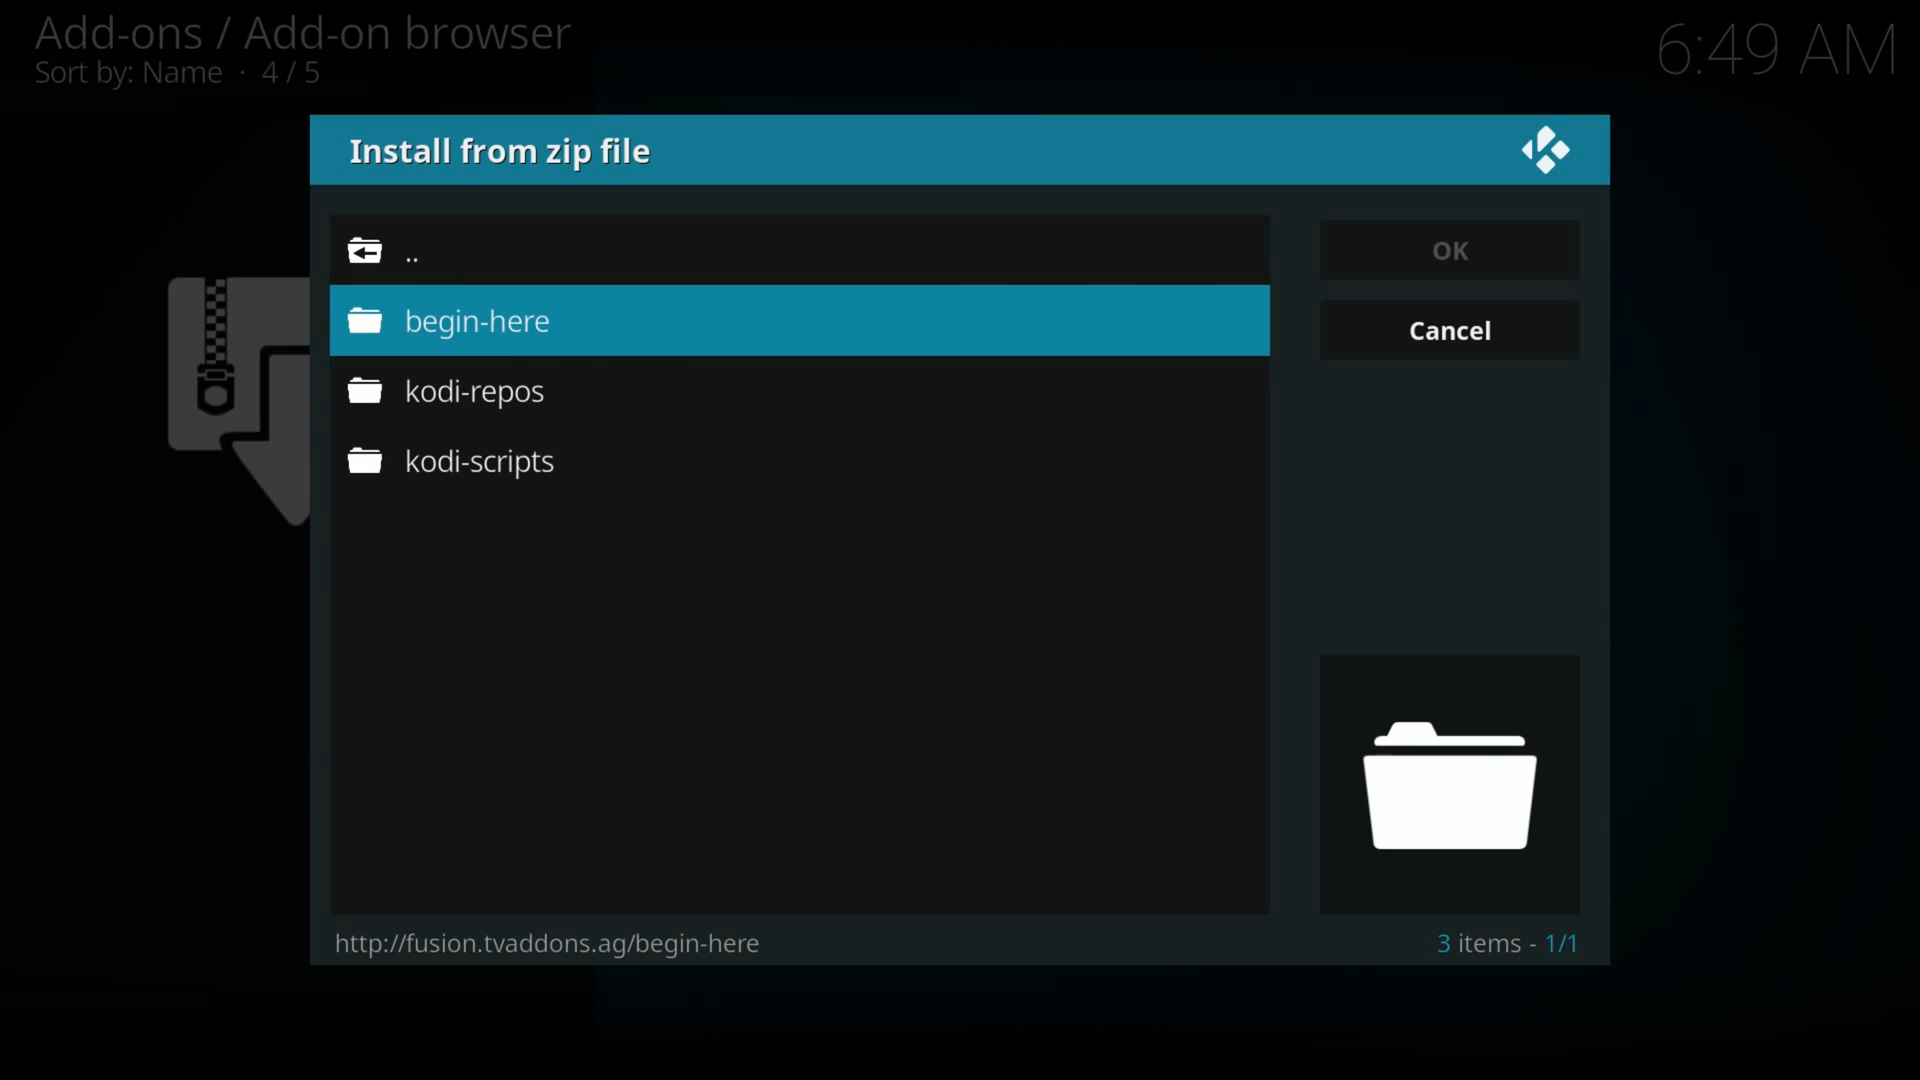 Add-ons / Add-on browser
Sort by: Name · 4 / 5
6:49 AM
Install from zip file
..
begin-here
kodi-repos
kodi-scripts
OK
Cancel
http://fusion.tvaddons.ag/begin-here
3 items - 1/1